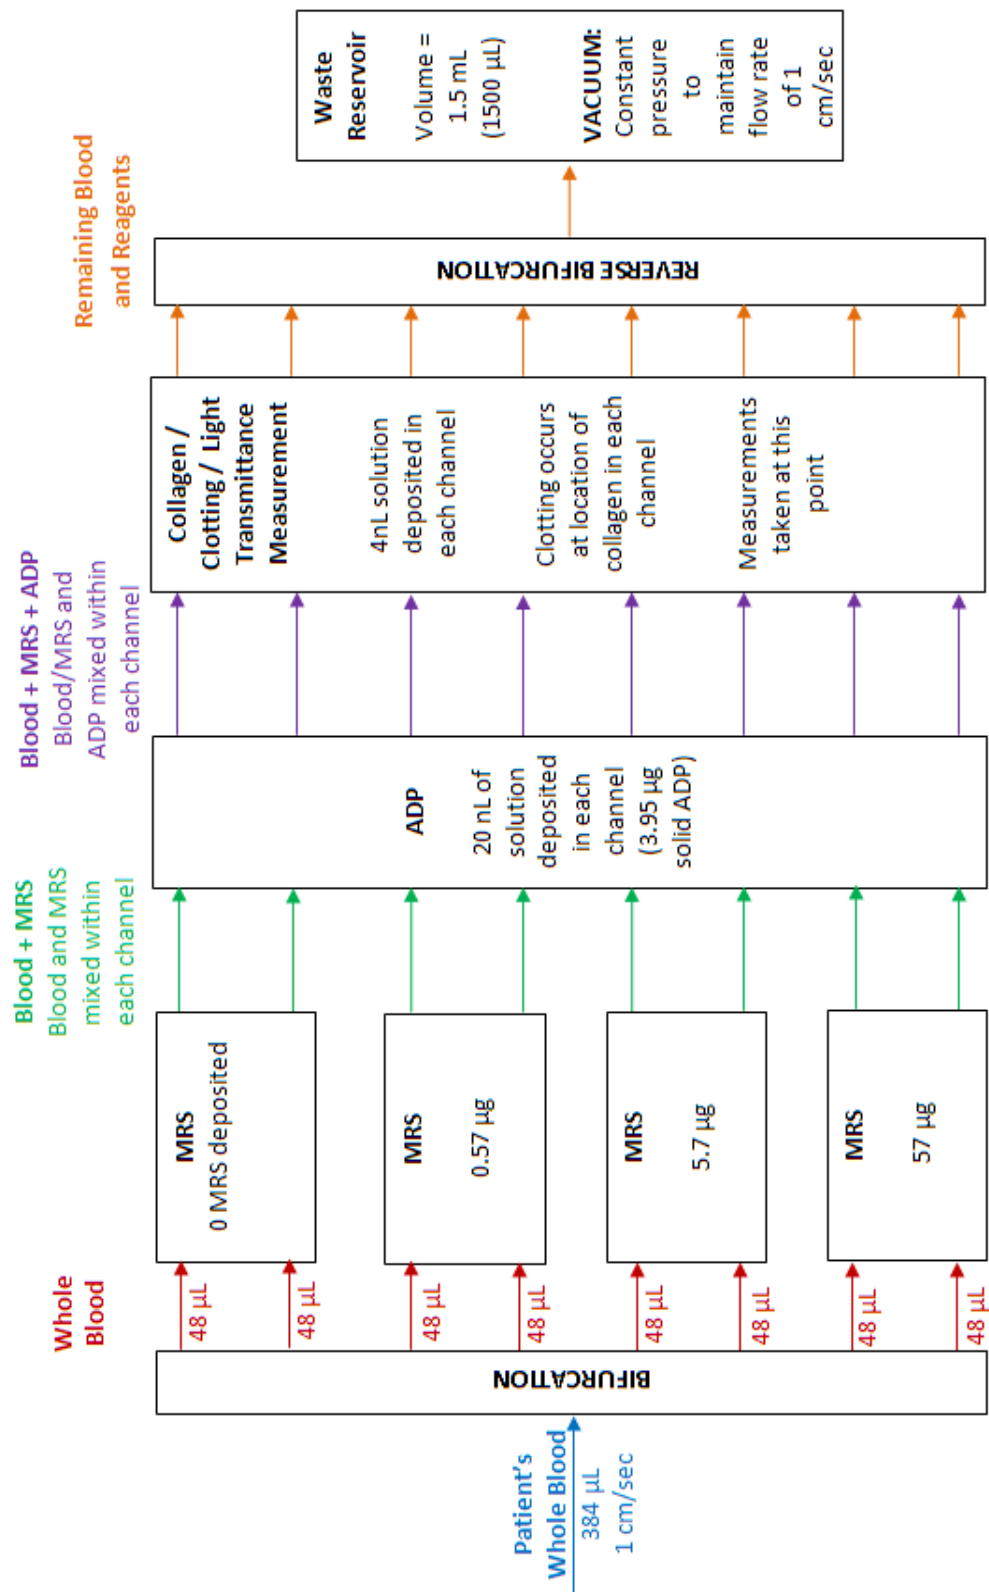 Patient's
Whole Blood
384 µL
1 cm/sec
BIFURCATION
Whole
Blood
48 µL
48 µL
48 µL
48 µL
48 µL
48 µL
48 µL
48 µL
MRS
0 MRS deposited
MRS
0.57 µg
MRS
5.7 µg
MRS
57 µg
Blood + MRS
Blood and MRS
mixed within
each channel
ADP
20 nL of
solution
deposited
in each
channel
(3.95 µg
solid ADP)
Blood + MRS + ADP
Blood/MRS and
ADP mixed within
each channel
Collagen /
Clotting / Light
Transmittance
Measurement
4nL solution
deposited in
each channel
Clotting occurs
at location of
collagen in each
channel
Measurements
taken at this
point
Remaining Blood
and Reagents
REVERSE BIFURCATION
Waste
Reservoir
Volume =
1.5 mL
(1500 µL)
VACUUM:
Constant
pressure
to
maintain
flow rate
of 1
cm/sec